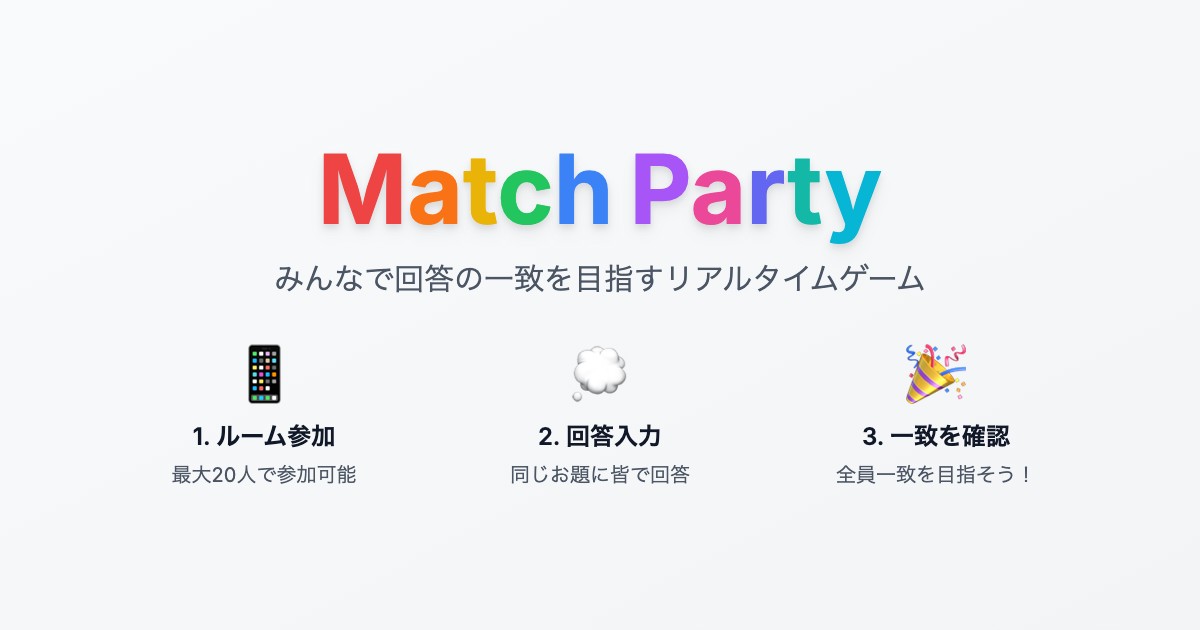 Match Party
みんなで回答の一致を目指すリアルタイムゲーム
1. ルーム参加
最大20人で参加可能
2. 回答入力
同じお題に皆で回答
3. 一致を確認
全員一致を目指そう！